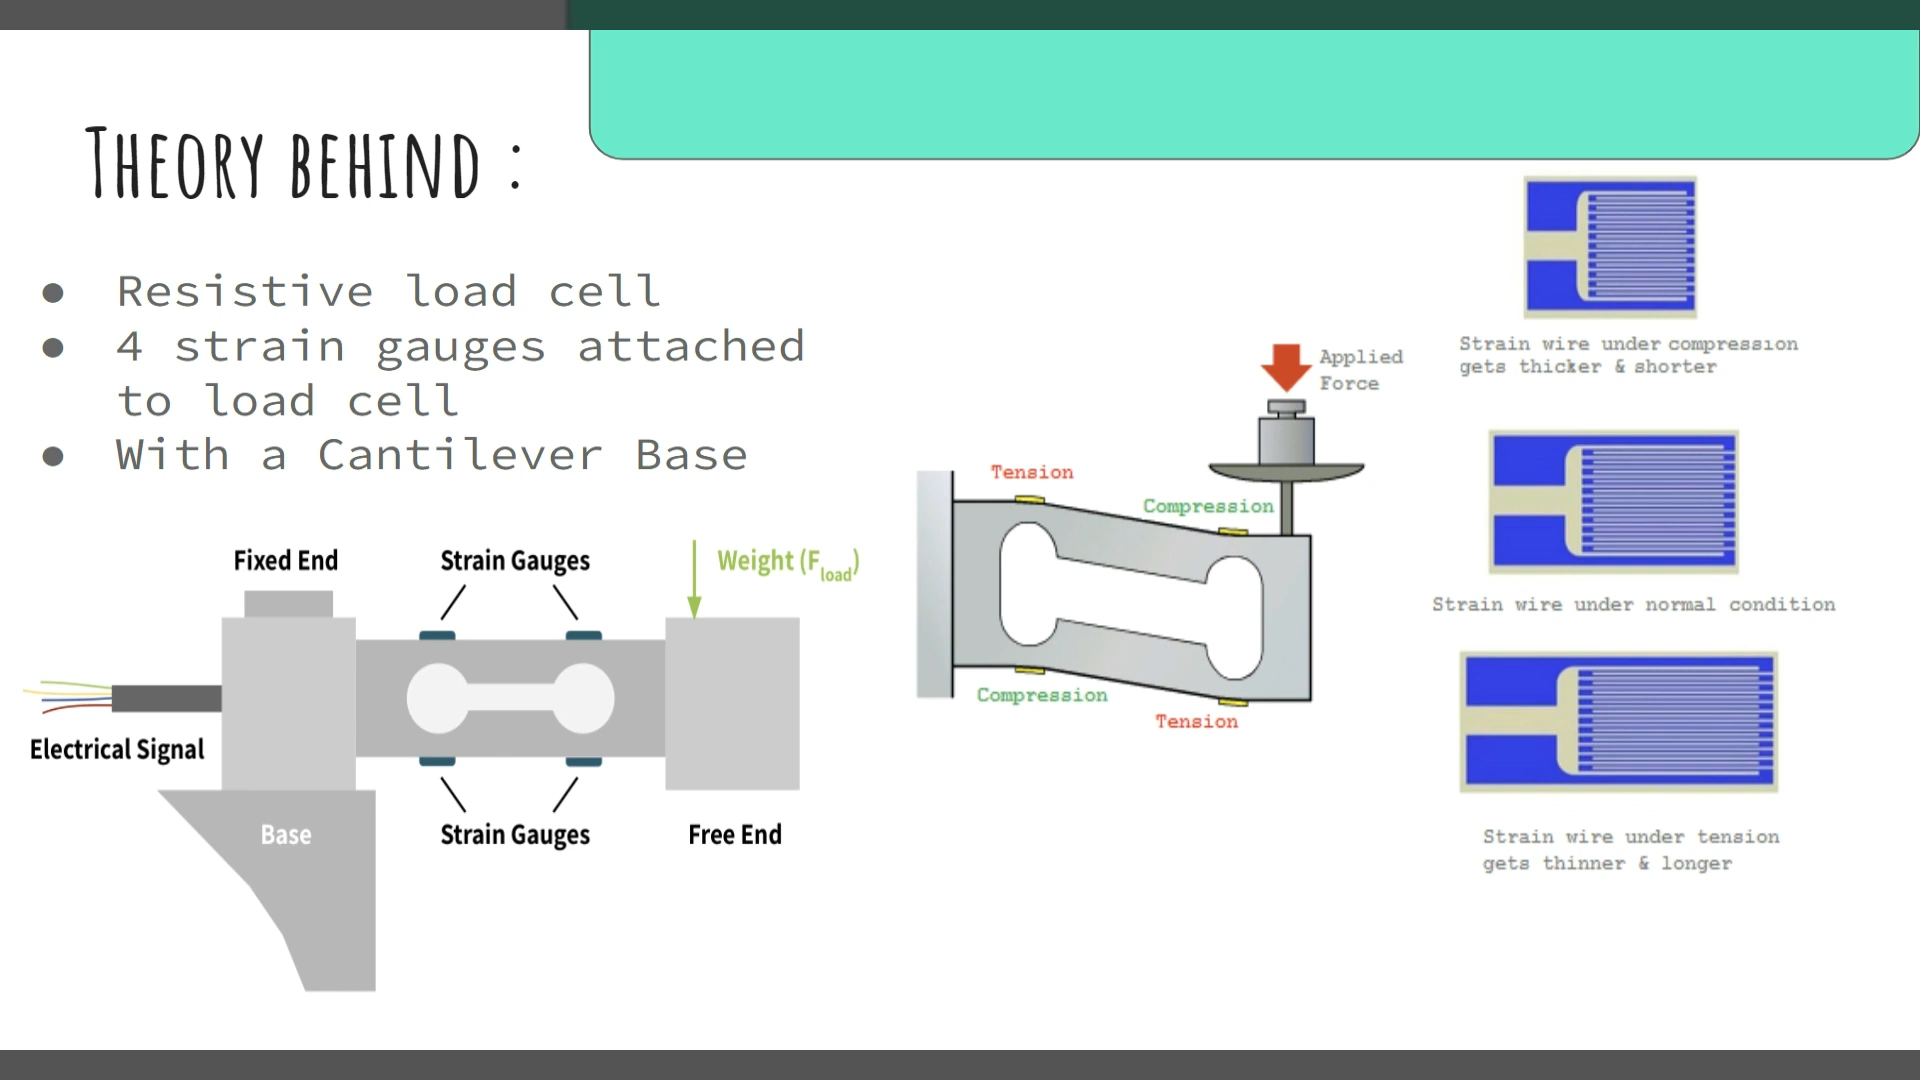 Theory behind :
● Resistive load cell
● 4 strain gauges attached
to load cell
● With a Cantilever Base
Fixed End
Strain Gauges
Weight (Fload)
Electrical Signal
Base
Strain Gauges
Free End
Applied
Force
Tension
Compression
Compression
Tension
Strain wire under compression
gets thicker & shorter
Strain wire under normal condition
Strain wire under tension
gets thinner & longer